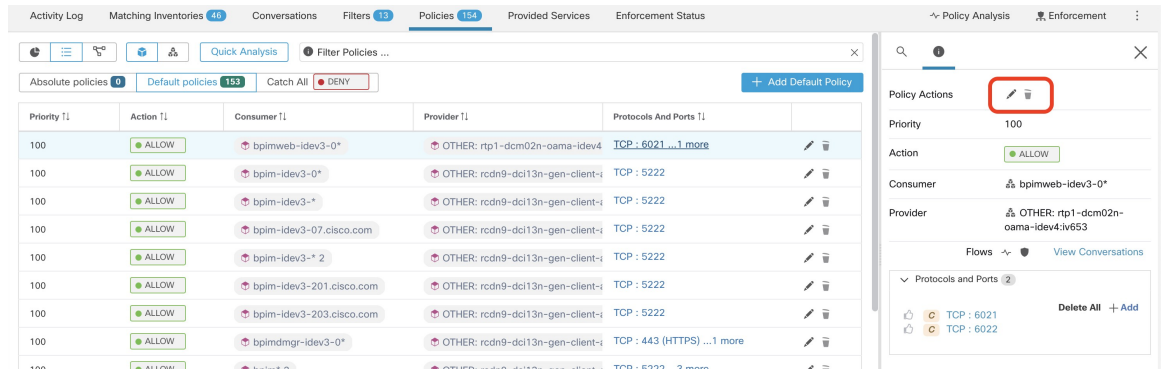 Activity Log Matching Inventories 46 Conversations Filters 13 Policies 154 Provided Services Enforcement Status Policy Analysis Enforcement
Quick Analysis Filter Policies ...
Absolute policies 0 Default policies 153 Catch All DENY + Add Default Policy
Priority Action Consumer Provider Protocols And Ports
100 ALLOW bpimweb-idev3-0* OTHER: rtp1-dcm02n-oama-idev4 TCP : 6021 ...1 more
100 ALLOW bpim-idev3-0* OTHER: rcdn9-dci13n-gen-client-a TCP : 5222
100 ALLOW bpim-idev3-* OTHER: rcdn9-dci13n-gen-client-a TCP : 5222
100 ALLOW bpim-idev3-07.cisco.com OTHER: rcdn9-dci13n-gen-client-a TCP : 5222
100 ALLOW bpim-idev3-* 2 OTHER: rcdn9-dci13n-gen-client-a TCP : 5222
100 ALLOW bpim-idev3-201.cisco.com OTHER: rcdn9-dci13n-gen-client-a TCP : 5222
100 ALLOW bpim-idev3-203.cisco.com OTHER: rcdn9-dci13n-gen-client-a TCP : 5222
100 ALLOW bpimdmgr-idev3-0* OTHER: rcdn9-dci13n-gen-client-a TCP : 443 (HTTPS) ...1 more
Policy Actions
Priority 100
Action ALLOW
Consumer bpimweb-idev3-0*
Provider OTHER: rtp1-dcm02n-
oama-idev4:iv653
Flows View Conversations
Protocols and Ports 2
Delete All + Add
C TCP : 6021
C TCP : 6022